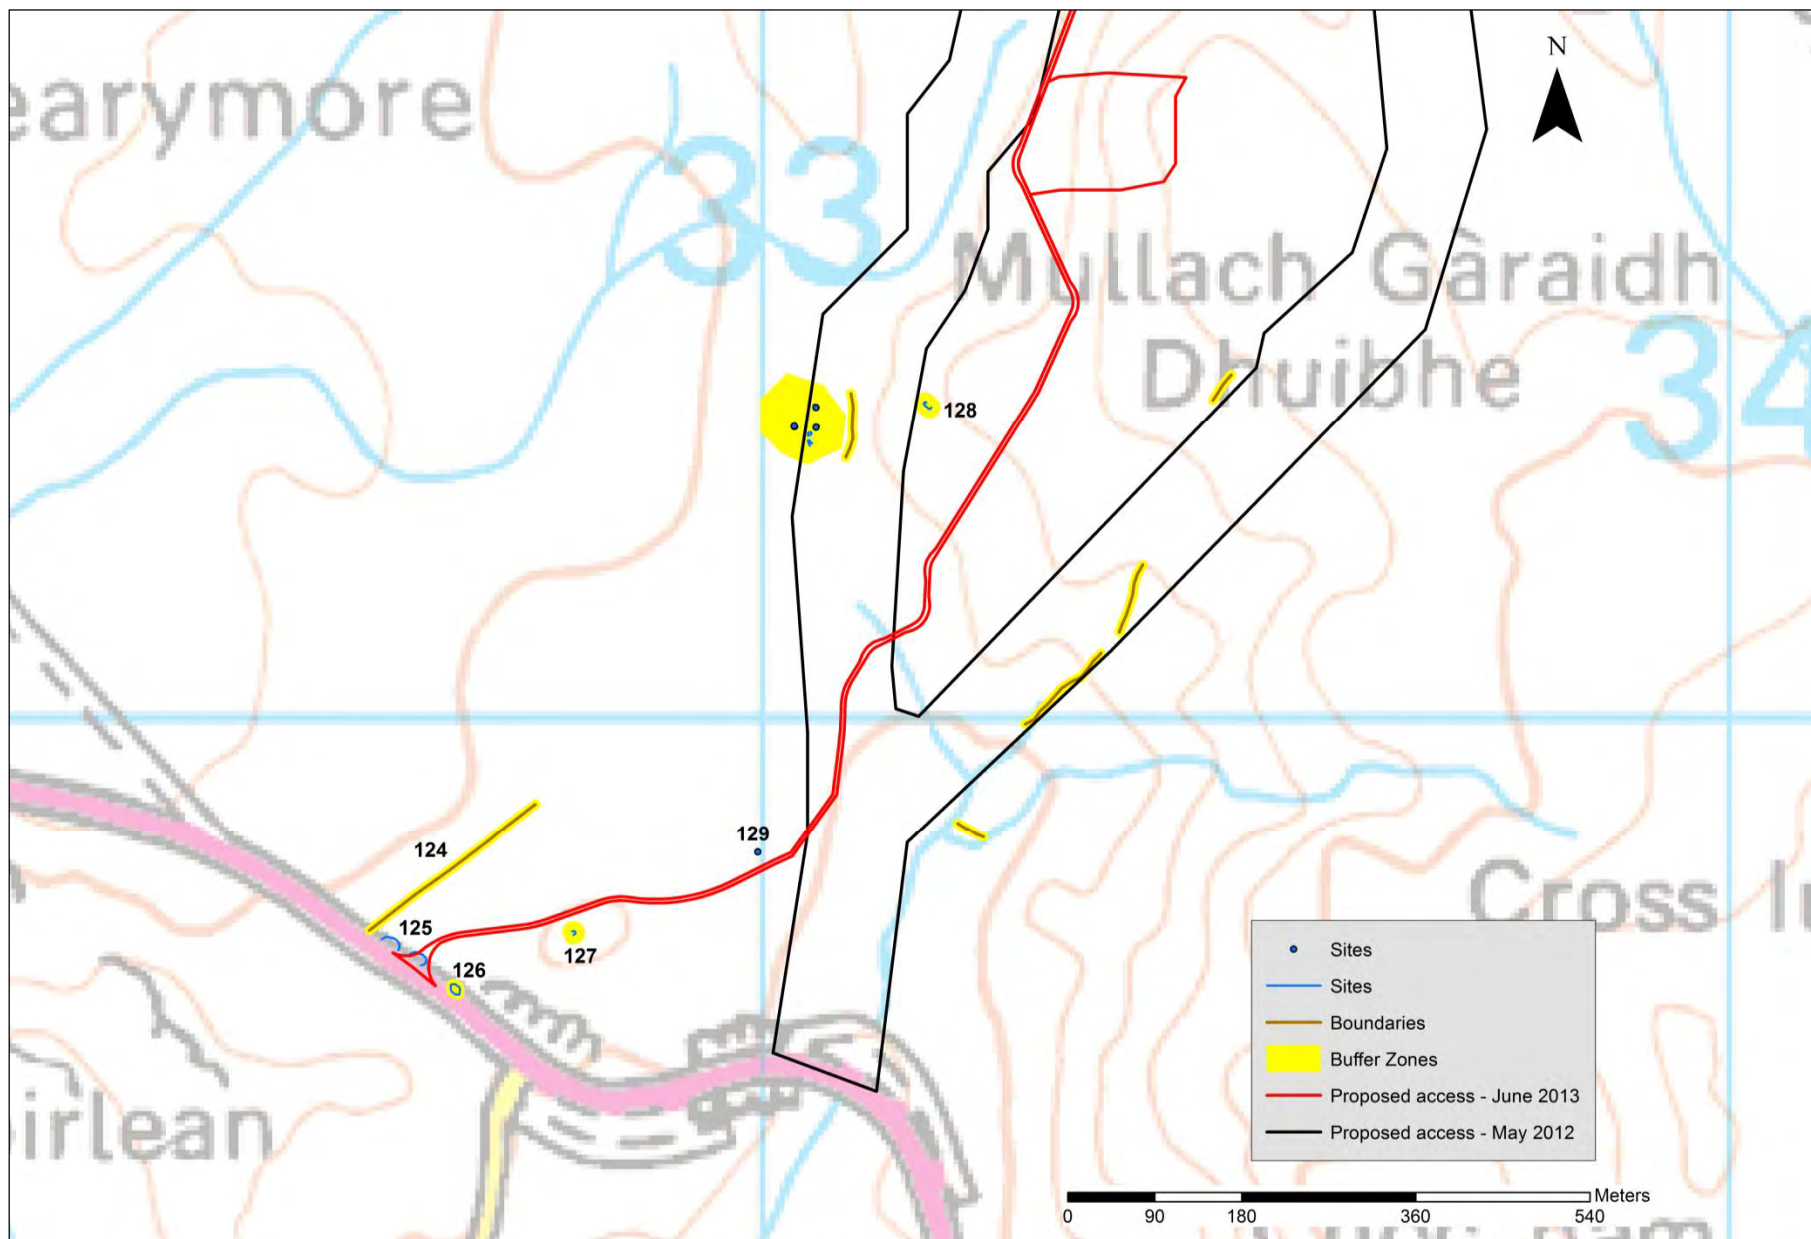 earymore
33
N
Mullach Gàraidh
Dhuibhe
34
128
129
124
125
126
127
Cross In
irlean
Sites
Sites
Boundaries
Buffer Zones
Proposed access - June 2013
Proposed access - May 2012
Meters
0 90 180 360 540